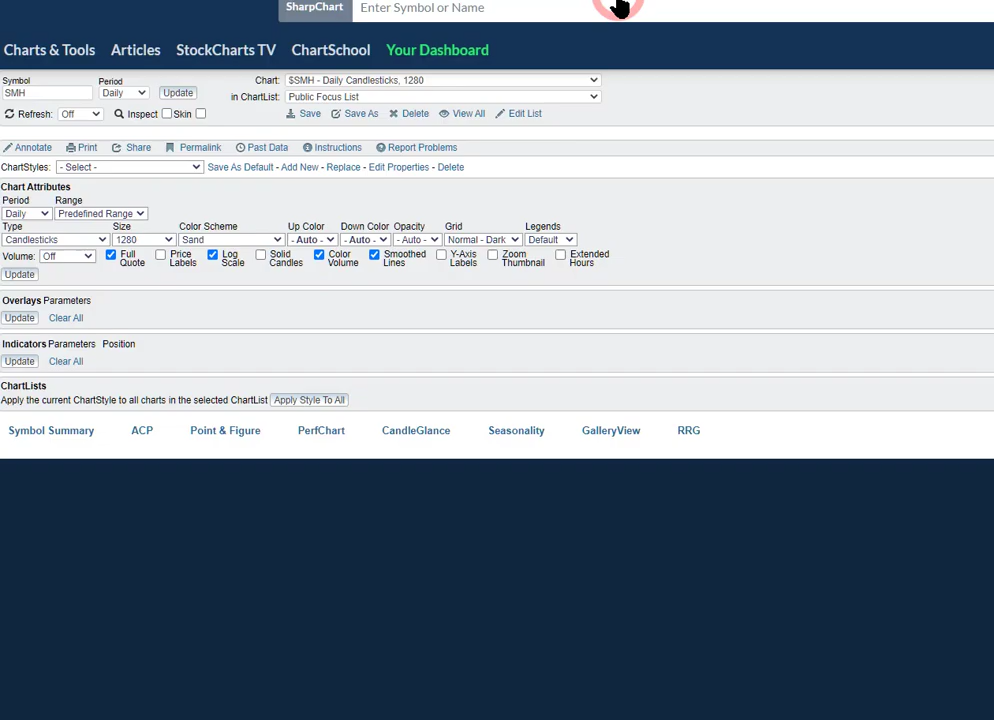 SharpChart Enter Symbol or Name
Charts & Tools Articles StockCharts TV ChartSchool Your Dashboard
Symbol Period Chart: $SMH - Daily Candlesticks, 1280
SMH Daily Update in ChartList: Public Focus List
Refresh: Off Inspect Skin Save Save As Delete View All Edit List
Annotate Print Share Permalink Past Data Instructions Report Problems
ChartStyles: - Select - Save As Default - Add New - Replace - Edit Properties - Delete
Chart Attributes
Period Range
Daily Predefined Range
Type Size Color Scheme Up Color Down Color Opacity Grid Legends
Candlesticks 1280 Sand - Auto - - Auto - - Auto - Normal - Dark Default
Volume: Off Full Quote Price Labels Log Scale Solid Candles Color Volume Smoothed Lines Y-Axis Labels Zoom Thumbnail Extended Hours
Update
Overlays Parameters
Update Clear All
Indicators Parameters Position
Update Clear All
ChartLists
Apply the current ChartStyle to all charts in the selected ChartList Apply Style To All
Symbol Summary ACP Point & Figure PerfChart CandleGlance Seasonality GalleryView RRG